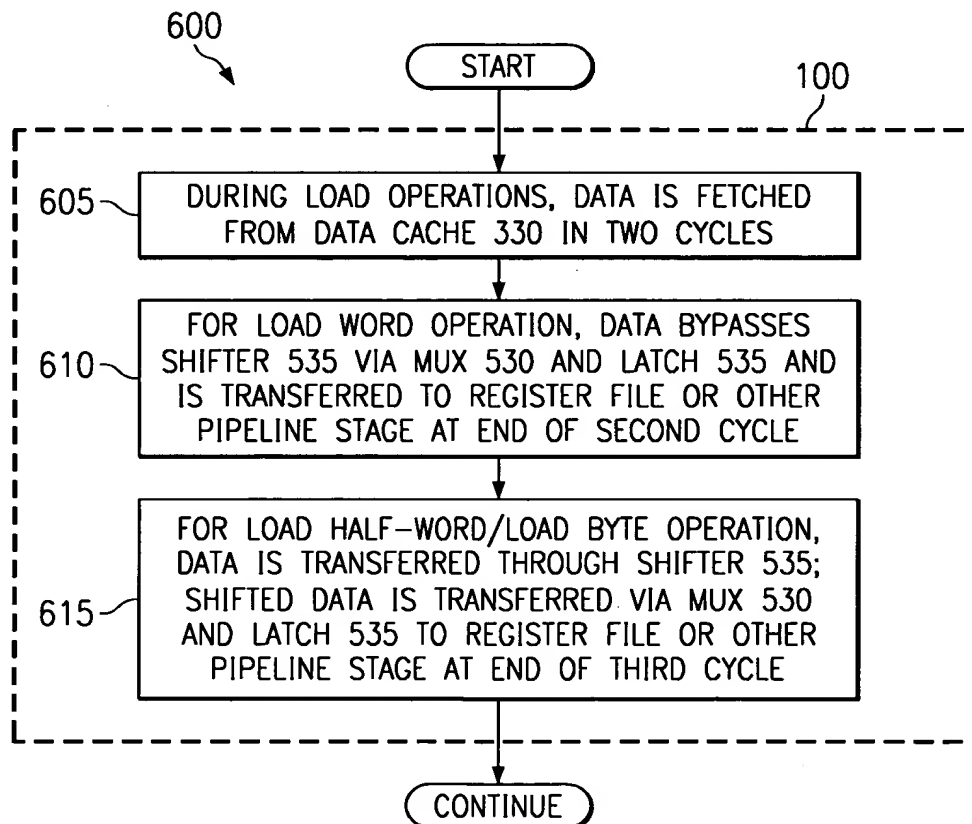 600
START
100
605
DURING LOAD OPERATIONS, DATA IS FETCHED
FROM DATA CACHE 330 IN TWO CYCLES
610
FOR LOAD WORD OPERATION, DATA BYPASSES
SHIFTER 535 VIA MUX 530 AND LATCH 535 AND
IS TRANSFERRED TO REGISTER FILE OR OTHER
PIPELINE STAGE AT END OF SECOND CYCLE
615
FOR LOAD HALF-WORD/LOAD BYTE OPERATION,
DATA IS TRANSFERRED THROUGH SHIFTER 535;
SHIFTED DATA IS TRANSFERRED VIA MUX 530
AND LATCH 535 TO REGISTER FILE OR OTHER
PIPELINE STAGE AT END OF THIRD CYCLE
CONTINUE